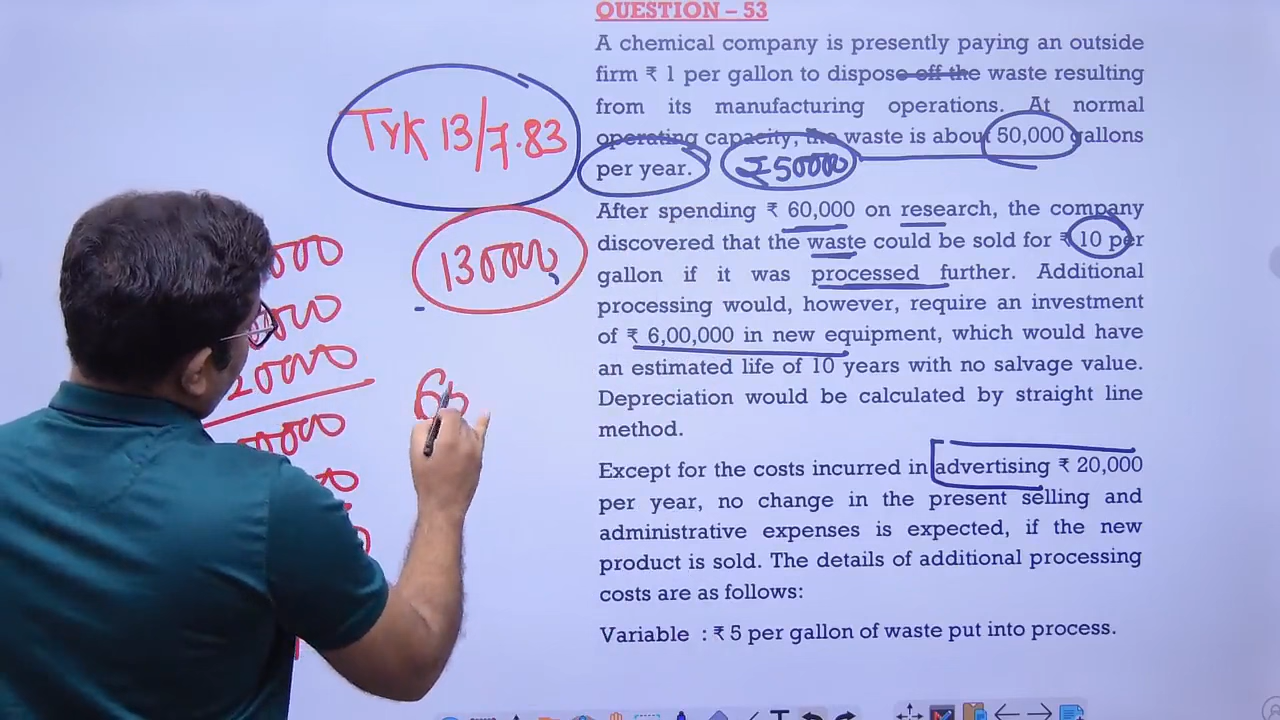 QUESTION – 53
A chemical company is presently paying an outside
firm ₹ 1 per gallon to dispose off the waste resulting
from its manufacturing operations. At normal
operating capacity, the waste is about 50,000 gallons
per year. ₹50000
After spending ₹ 60,000 on research, the company
discovered that the waste could be sold for ₹ 10 per
gallon if it was processed further. Additional
processing would, however, require an investment
of ₹ 6,00,000 in new equipment, which would have
an estimated life of 10 years with no salvage value.
Depreciation would be calculated by straight line
method.
Except for the costs incurred in advertising ₹ 20,000
per year, no change in the present selling and
administrative expenses is expected, if the new
product is sold. The details of additional processing
costs are as follows:
Variable : ₹ 5 per gallon of waste put into process.
TYK 13/7.83
130000